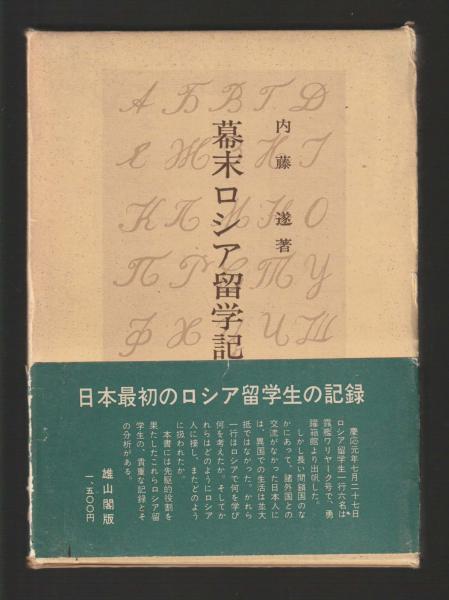 幕末ロシア留学記
内藤遂著
А Б В Г Д
Е Ж З И І
К Л М Н О
П Р С Т У
Ф Х Ц Ч Ш
日本最初のロシア留学生の記録
慶応元年七月二十七日
ロシア留学生一行六名は
露艦ワリヤーク号で、勇
躍箱館より出帆した。
しかし長い間鎖国のな
かにあって、諸外国との
交流がなかった日本人に
は、異国での生活は並大
抵ではなかった。かれら
一行はロシアで何を学び
何を考えたか、そしてか
れらはどのようにロシア
人に接し、またどのよう
に扱われたか。
本書には先駆的役割を
果たしたこれらロシア留
学生の、貴重な記録とそ
の分析がある。
雄山閣版
一、五〇〇円